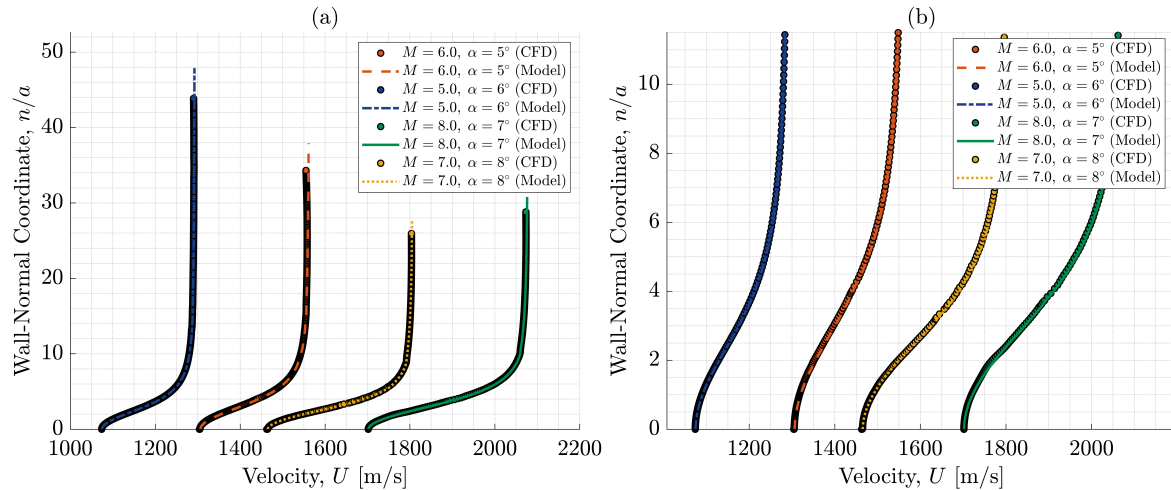 (a)
50
40
30
20
10
0
Wall-Normal Coordinate, n/a
M = 6.0, α = 5° (CFD)
M = 6.0, α = 5° (Model)
M = 5.0, α = 6° (CFD)
M = 5.0, α = 6° (Model)
M = 8.0, α = 7° (CFD)
M = 8.0, α = 7° (Model)
M = 7.0, α = 8° (CFD)
M = 7.0, α = 8° (Model)
1000 1200 1400 1600 1800 2000 2200
Velocity, U [m/s]
(b)
10
8
6
4
2
0
Wall-Normal Coordinate, n/a
M = 6.0, α = 5° (CFD)
M = 6.0, α = 5° (Model)
M = 5.0, α = 6° (CFD)
M = 5.0, α = 6° (Model)
M = 8.0, α = 7° (CFD)
M = 8.0, α = 7° (Model)
M = 7.0, α = 8° (CFD)
M = 7.0, α = 8° (Model)
1200 1400 1600 1800 2000
Velocity, U [m/s]